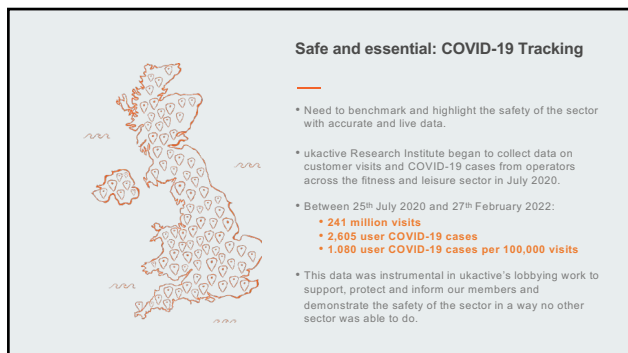 Safe and essential: COVID-19 Tracking
• Need to benchmark and highlight the safety of the sector
with accurate and live data.
• ukactive Research Institute began to collect data on
customer visits and COVID-19 cases from operators
across the fitness and leisure sector in July 2020.
• Between 25th July 2020 and 27th February 2022:
• 241 million visits
• 2,605 user COVID-19 cases
• 1.080 user COVID-19 cases per 100,000 visits
• This data was instrumental in ukactive's lobbying work to
support, protect and inform our members and
demonstrate the safety of the sector in a way no other
sector was able to do.